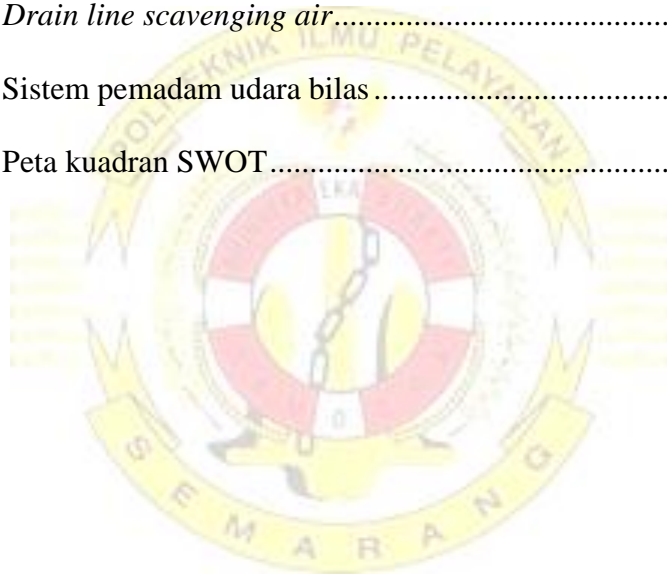 Drain line scavenging air..................................
Sistem pemadam udara bilas..................................
Peta kuadran SWOT..................................
POLITEKNIK ILMU PELAYARAN
SEMARANG